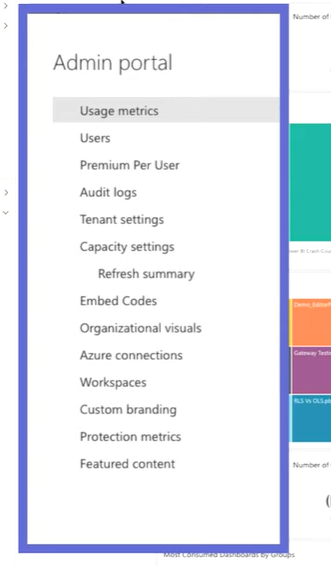 Number of
Admin portal
Usage metrics
Users
Premium Per User
Audit logs
Tenant settings
Capacity settings
Refresh summary
Embed Codes
Organizational visuals
Azure connections
Workspaces
Custom branding
Protection metrics
Featured content
Gateway
RLS Vs OLS
Number of
Most Consumed Dashboards by Groups